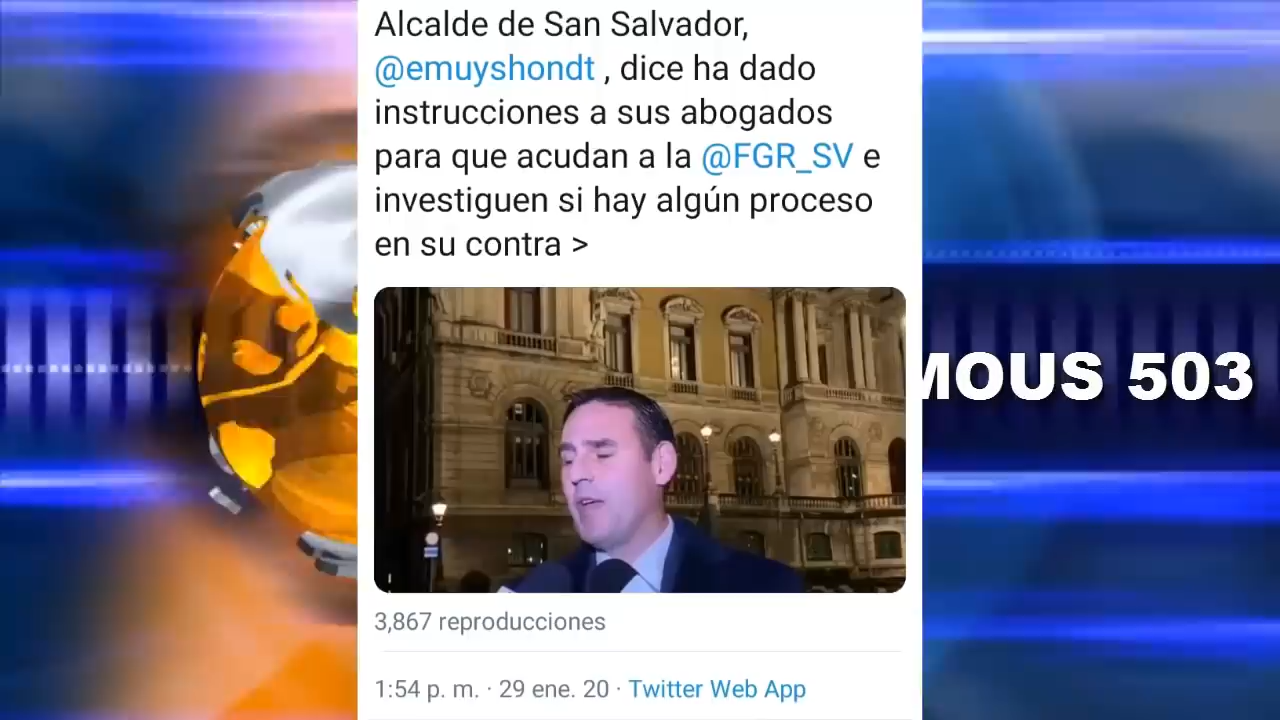 Alcalde de San Salvador,
@emuyshondt , dice ha dado
instrucciones a sus abogados
para que acudan a la @FGR_SV e
investiguen si hay algún proceso
en su contra >
MOUS 503
3,867 reproducciones
1:54 p. m. · 29 ene. 20 · Twitter Web App